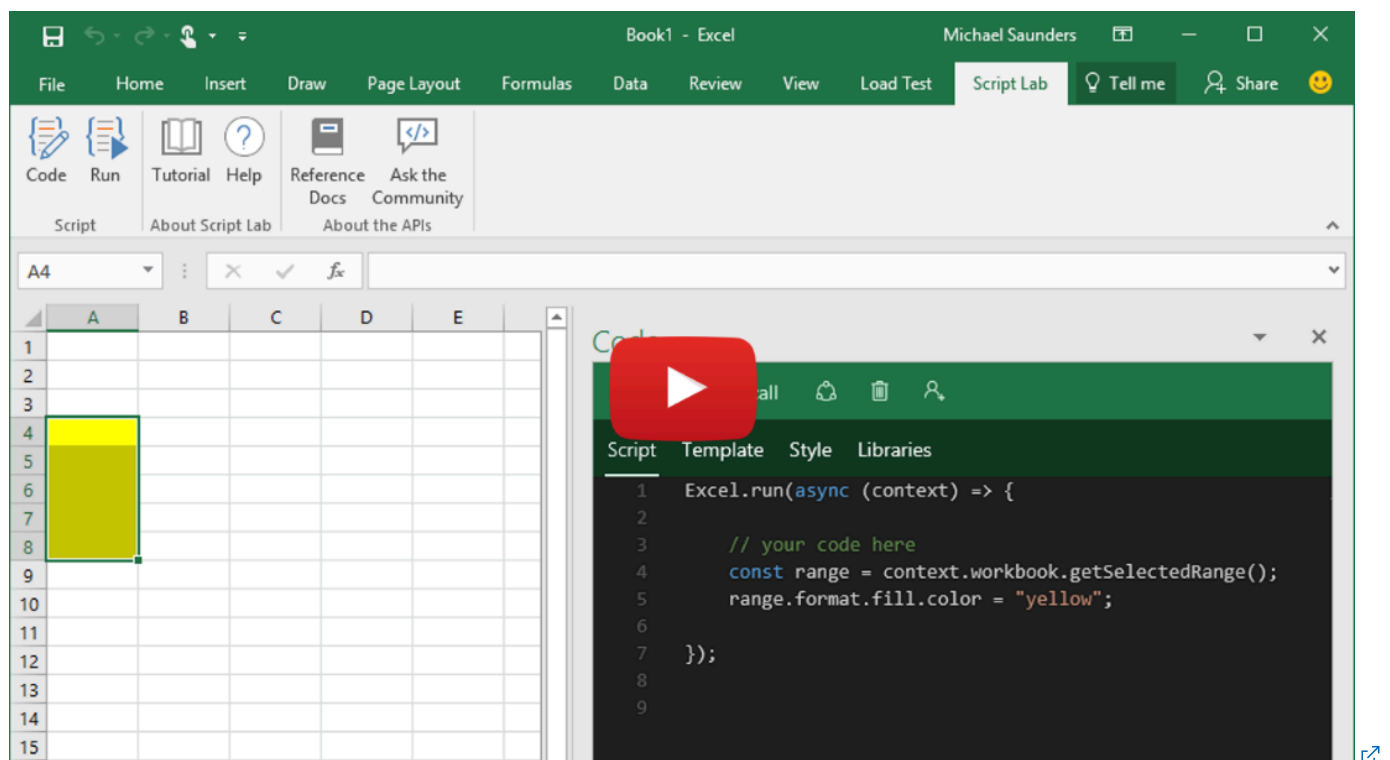 Book1 - Excel
Michael Saunders
File Home Insert Draw Page Layout Formulas Data Review View Load Test Script Lab Tell me Share
Code Run Tutorial Help Reference Docs Ask the Community
Script About Script Lab About the APIs
A4 fx
A B C D E
1
2
3
4
5
6
7
8
9
10
11
12
13
14
15
Script Template Style Libraries
1 Excel.run(async (context) => {
2
3 // your code here
4 const range = context.workbook.getSelectedRange();
5 range.format.fill.color = "yellow";
6
7 });
8
9